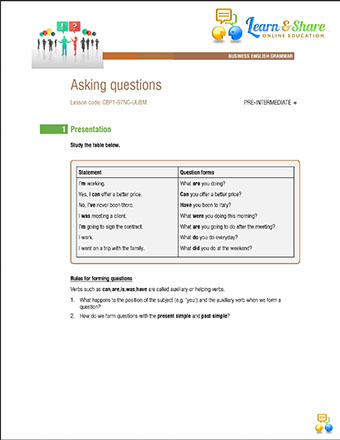 Learn & Share
ONLINE EDUCATION
BUSINESS ENGLISH GRAMMAR
Asking questions
Lesson code: CBP1-97NC-UUBM
PRE-INTERMEDIATE +
1 Presentation
Study the table below.
Statement Question forms
I'm working. What are you doing?
Yes, I can offer a better price. Can you offer a better price?
No, I've never been there. Have you been to Italy?
I was meeting a client. What were you doing this morning?
I'm going to sign the contract. What are you going to do after the meeting?
I work. What do you do everyday?
I went on a trip with the family. What did you do at the weekend?
Rules for forming questions
Verbs such as can,are,is,was,have are called auxiliary or helping verbs.
1. What happens to the position of the subject (e.g. 'you') and the auxiliary verb when we form a
question?
2. How do we form questions with the present simple and past simple?